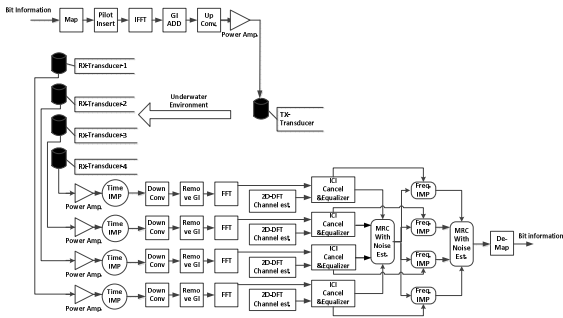 Bit Information
Map
Pilot
Insert
IFFT
GI
ADD
Up
Conv.
Power Amp.
RX-Transducer-1
RX-Transducer-2
RX-Transducer-3
RX-Transducer-4
Underwater
Environment
TX-
Transducer
Power Amp.
Time
IMP
Down
Conv
Remo
ve GI
FFT
2D-DFT
Channel est.
ICI
Cancel
&Equalizer
Freq.
IMP
Power Amp.
Time
IMP
Down
Conv
Remo
ve GI
FFT
2D-DFT
Channel est.
ICI
Cancel
&Equalizer
Freq.
IMP
MRC
With
Noise
Est.
MRC
With
Noise
Est.
De-
Map
Bit information
Power Amp.
Time
IMP
Down
Conv
Remo
ve GI
FFT
2D-DFT
Channel est.
ICI
Cancel
&Equalizer
Freq.
IMP
Power Amp.
Time
IMP
Down
Conv
Remo
ve GI
FFT
2D-DFT
Channel est.
ICI
Cancel
&Equalizer
Freq.
IMP